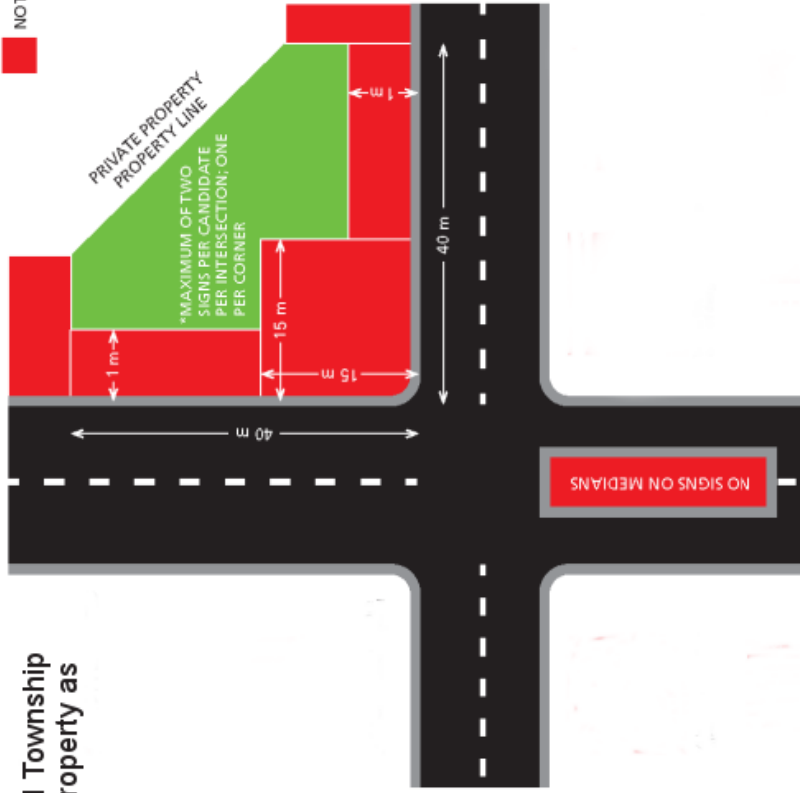 NOT
PRIVATE PROPERTY
PROPERTY LINE
*MAXIMUM OF TWO
SIGNS PER CANDIDATE
PER INTERSECTION; ONE
PER CORNER
1 m
40 m
15 m
1 m
15 m
40 m
NO SIGNS ON MEDIANS
Township
roperty as